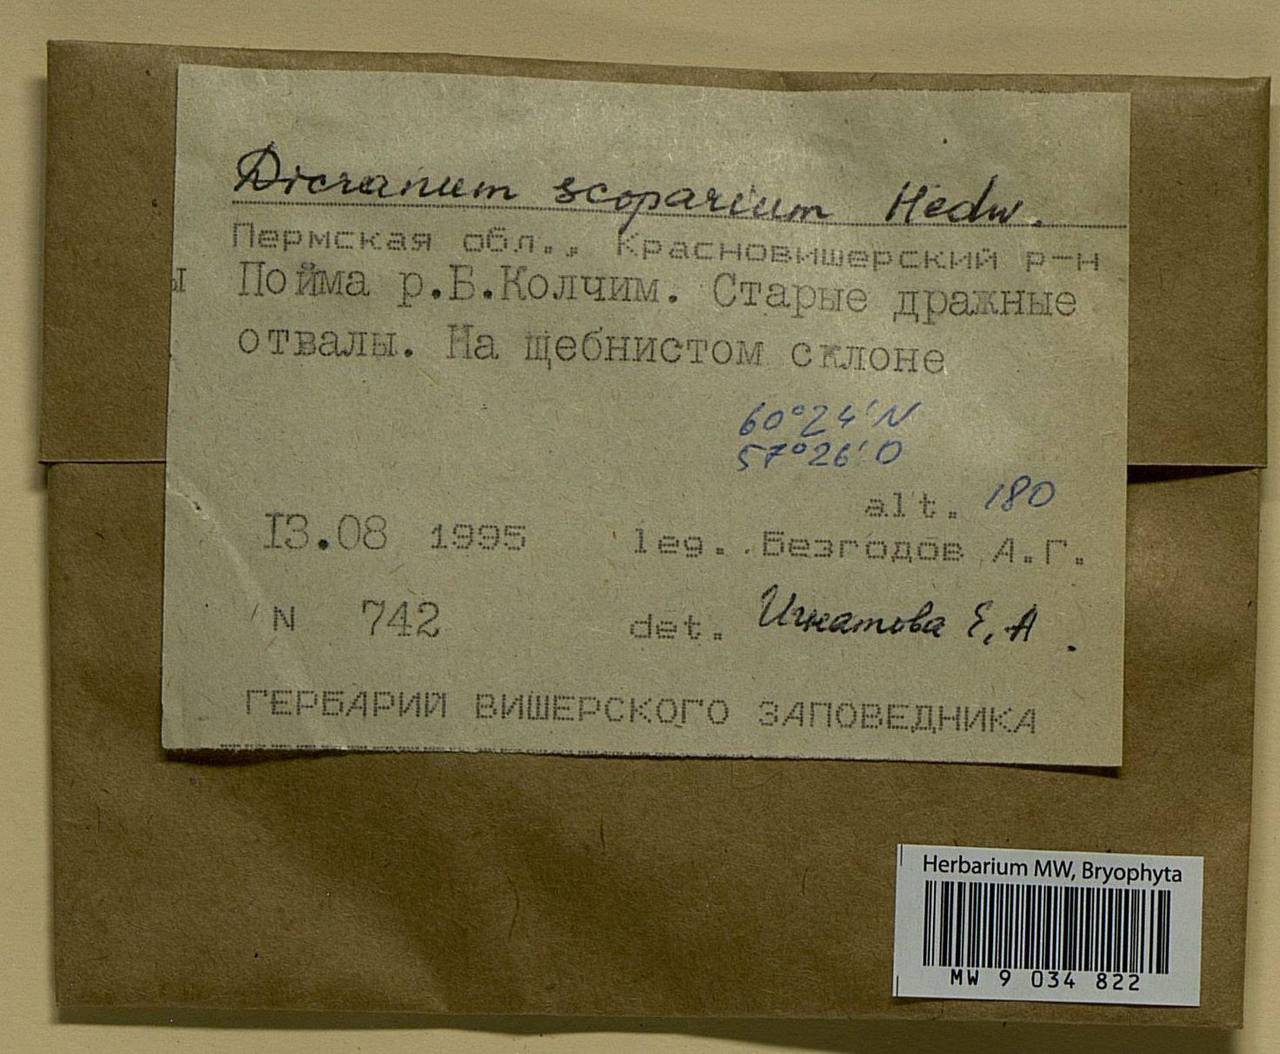 Dicranum scoparium Hedw.
Пермская обл., Красновишерский р-н
ы Пойма р.Б.Колчим. Старые дражные
отвалы. На щебнистом склоне
60°24'N
57°26'O
alt. 180
I3.08 1995 leg. Безгодов А.Г.
N 742 det. Игнатова Е.А.
ГЕРБАРИЙ ВИШЕРСКОГО ЗАПОВЕДНИКА
Herbarium MW, Bryophyta
MW 9 034 822